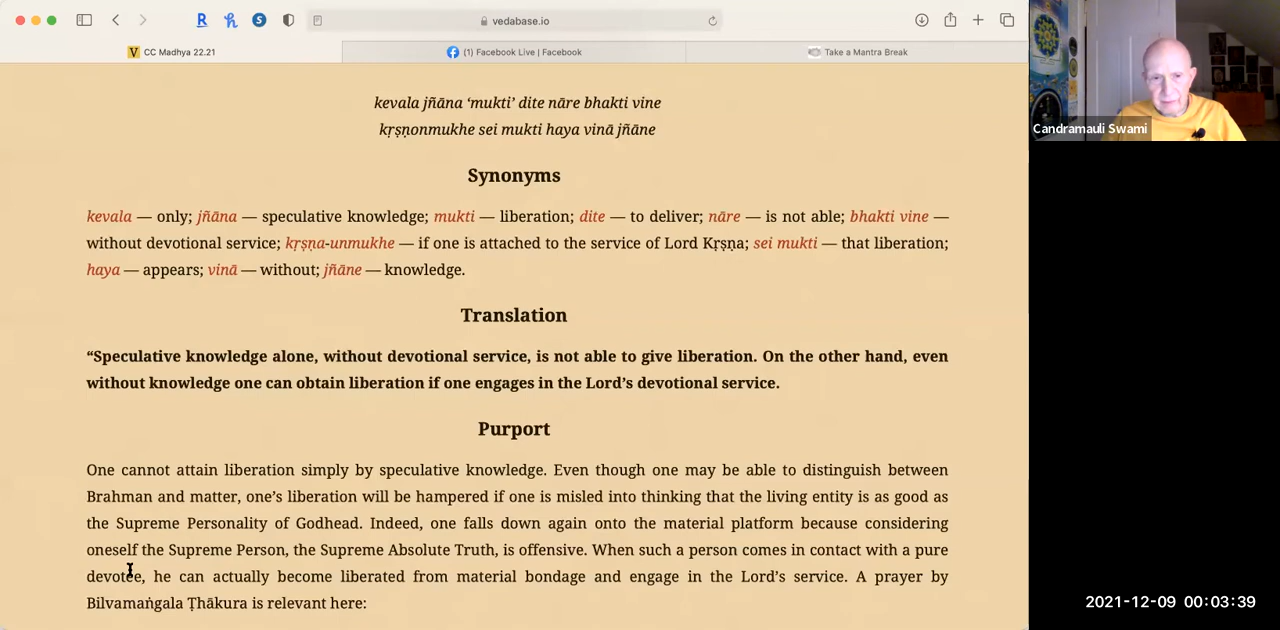 vedabase.io
CC Madhya 22.21
(1) Facebook Live | Facebook
Take a Mantra Break
kevala jñāna ‘mukti’ dite nāre bhakti vine
kṛṣṇonmukhe sei mukti haya vinā jñāne
Synonyms
kevala — only; jñāna — speculative knowledge; mukti — liberation; dite — to deliver; nāre — is not able; bhakti vine —
without devotional service; kṛṣṇa-unmukhe — if one is attached to the service of Lord Kṛṣṇa; sei mukti — that liberation;
haya — appears; vinā — without; jñāne — knowledge.
Translation
“Speculative knowledge alone, without devotional service, is not able to give liberation. On the other hand, even
without knowledge one can obtain liberation if one engages in the Lord’s devotional service.
Purport
One cannot attain liberation simply by speculative knowledge. Even though one may be able to distinguish between
Brahman and matter, one’s liberation will be hampered if one is misled into thinking that the living entity is as good as
the Supreme Personality of Godhead. Indeed, one falls down again onto the material platform because considering
oneself the Supreme Person, the Supreme Absolute Truth, is offensive. When such a person comes in contact with a pure
devotee, he can actually become liberated from material bondage and engage in the Lord’s service. A prayer by
Bilvamaṅgala Ṭhākura is relevant here:
Candramauli Swami
2021-12-09 00:03:39